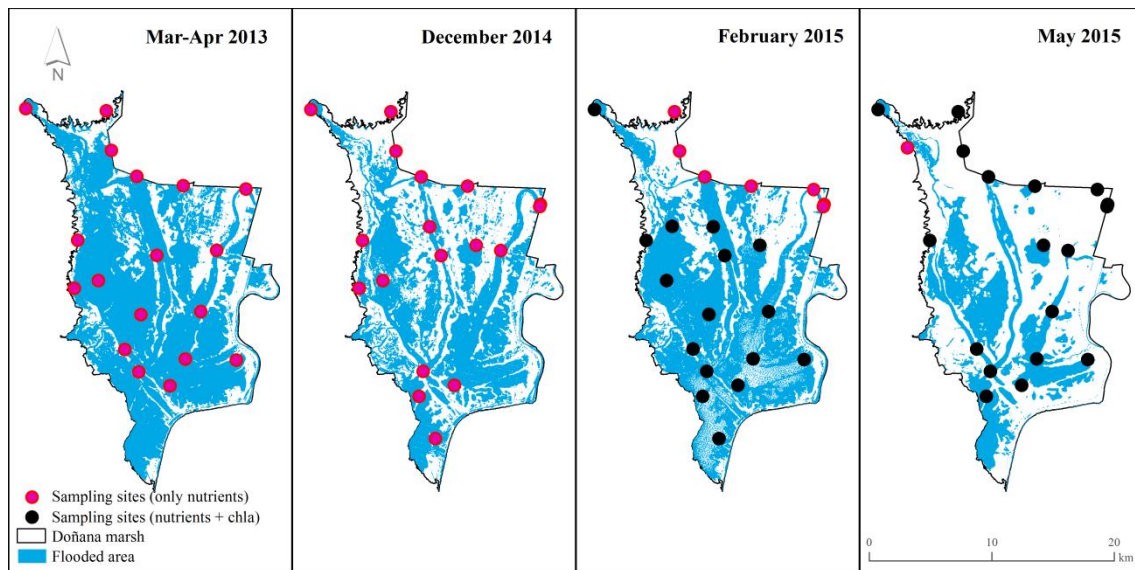 Mar-Apr 2013
December 2014
February 2015
May 2015
N
Sampling sites (only nutrients)
Sampling sites (nutrients + chla)
Doñana marsh
Flooded area
0 10 20
km